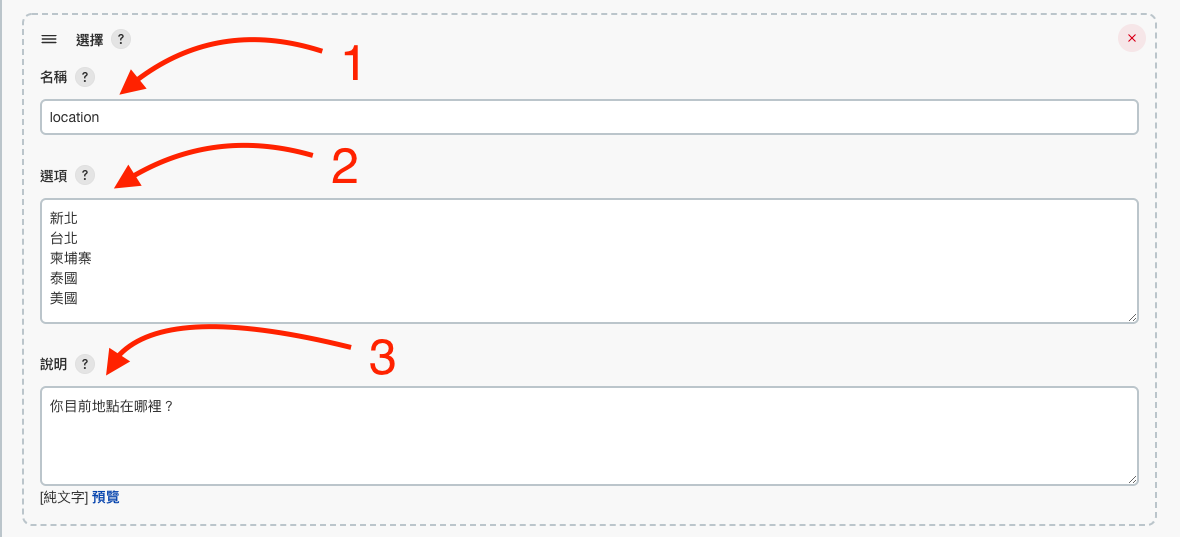 選擇 ?
1
名稱 ?
location
2
選項 ?
新北
台北
柬埔寨
泰國
美國
3
說明 ?
你目前地點在哪裡？
[純文字] 預覽